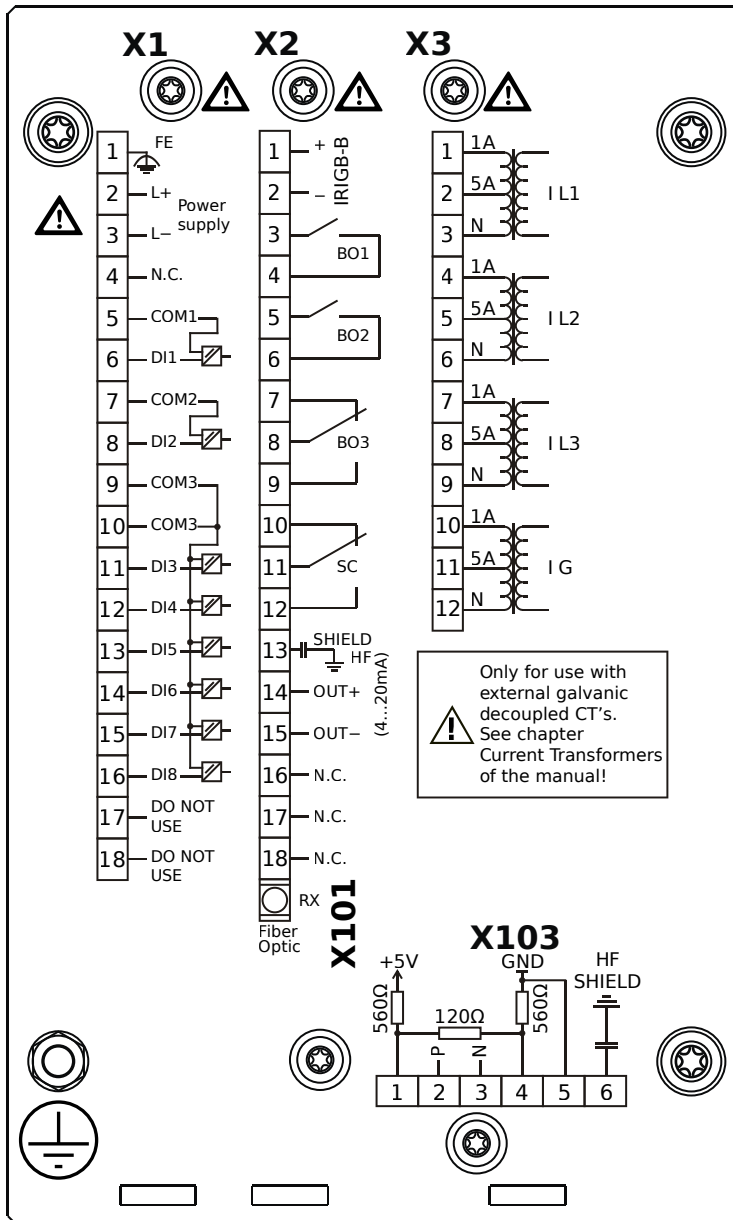 X1
X2
X3
1 FE
2 L+
Power
supply
3 L−
4 N.C.
5 COM1
6 DI1
7 COM2
8 DI2
9 COM3
10 COM3
11 DI3
12 DI4
13 DI5
14 DI6
15 DI7
16 DI8
17 DO NOT
USE
18 DO NOT
USE
1 +
IRIGB-B
2 −
3
BO1
4
5
BO2
6
7
8 BO3
9
10
11 SC
12
13 SHIELD
HF
14 OUT+
(4...20mA)
15 OUT−
16 N.C.
17 N.C.
18 N.C.
RX
Fiber
Optic
X101
1 1A
2 5A I L1
3 N
4 1A
5 5A I L2
6 N
7 1A
8 5A I L3
9 N
10 1A
11 5A I G
12 N
Only for use with
external galvanic
decoupled CT's.
See chapter
Current Transformers
of the manual!
X103
+5V
GND
HF
SHIELD
560Ω
120Ω
560Ω
P
N
1 2 3 4 5 6